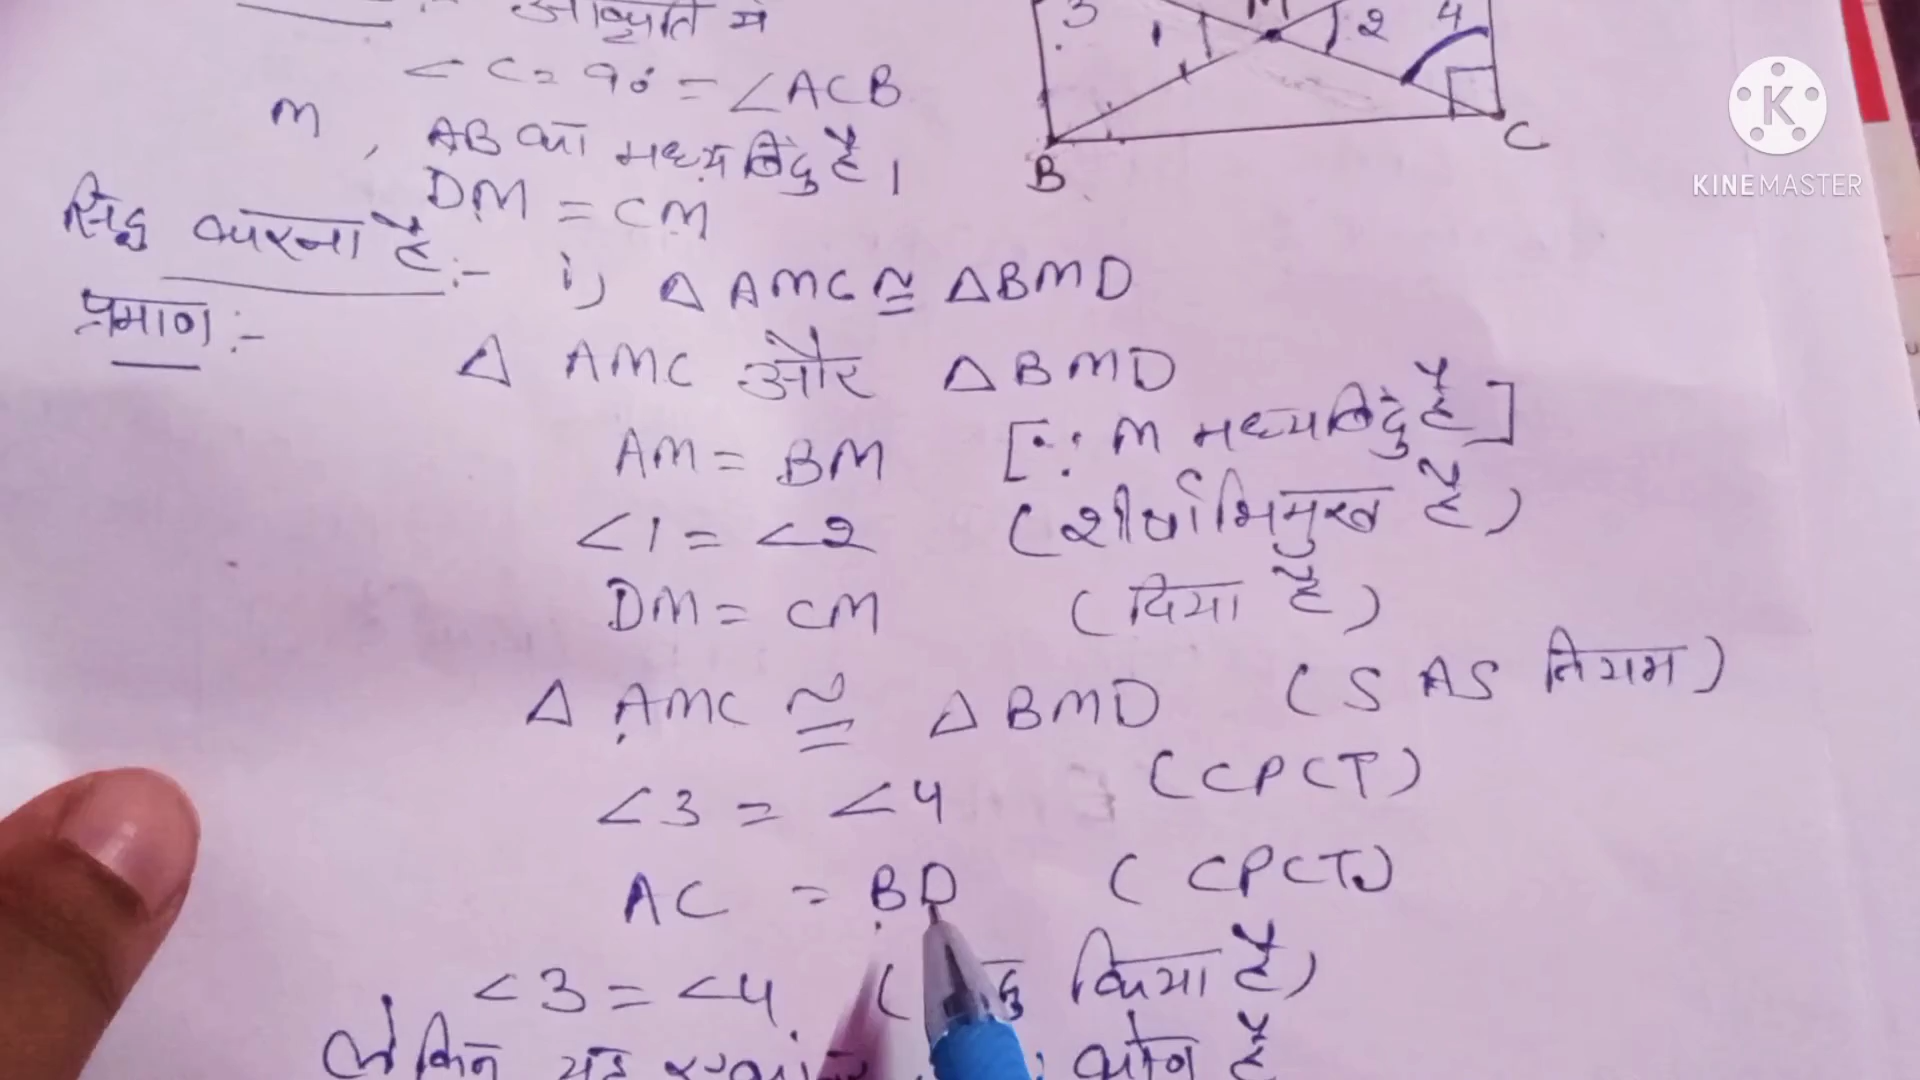 आकृति में
3 1 M 2 4
∠C = 90° = ∠ACB
M, AB का मध्य बिंदु है।
B C
K
KINEMASTER
DM = CM
सिद्ध करना है :- i) △AMC ≅ △BMD
प्रमाण :-
△ AMC और △BMD
AM = BM [∵ M मध्य बिंदु है]
∠1 = ∠2 (शीर्षाभिमुख है)
DM = CM (दिया है)
△ AMC ≅ △BMD (SAS नियम)
∠3 = ∠4 (CPCT)
AC = BD (CPCT)
∠3 = ∠4 ( किया है)
लेकिन यह कोण है